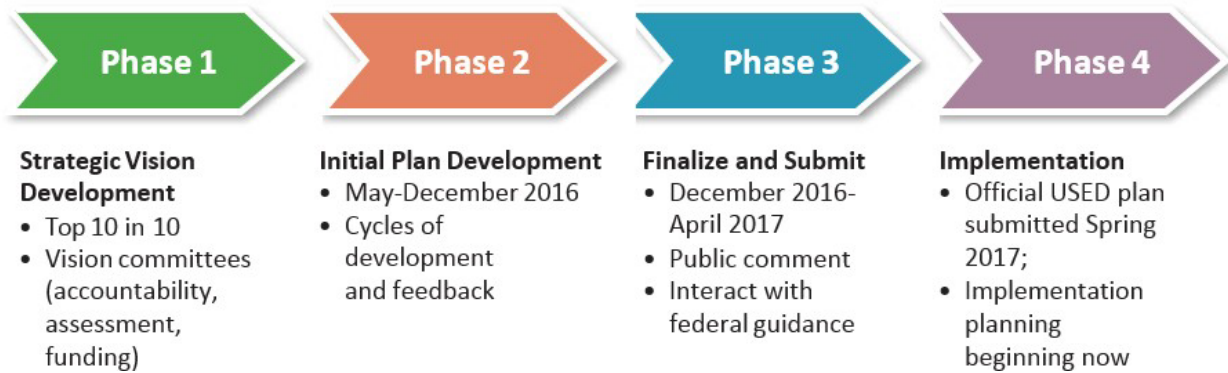 Phase 1
Phase 2
Phase 3
Phase 4
Strategic Vision
Development
• Top 10 in 10
• Vision committees
(accountability,
assessment,
funding)
Initial Plan Development
• May-December 2016
• Cycles of
development
and feedback
Finalize and Submit
• December 2016-
April 2017
• Public comment
• Interact with
federal guidance
Implementation
• Official USED plan
submitted Spring
2017;
• Implementation
planning
beginning now